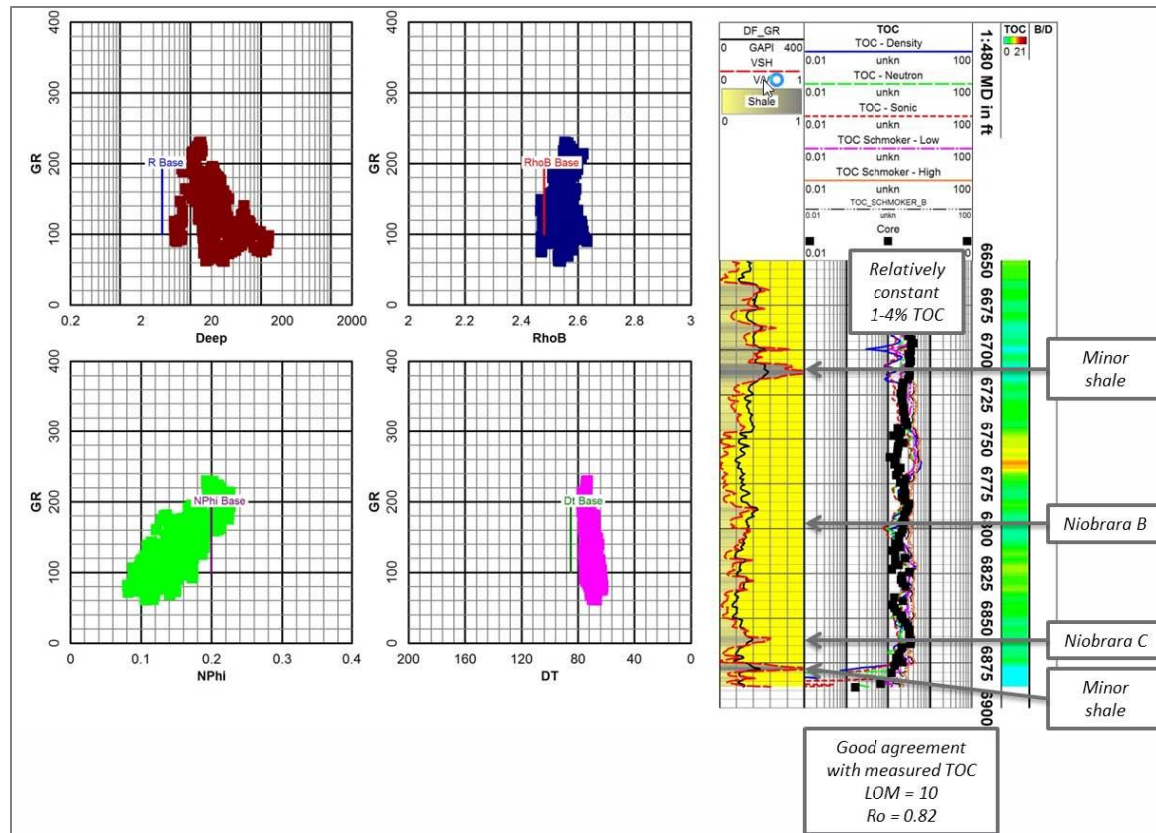 400
300
GR
200
100
0
R Base
0.2
2
20
200
2000
Deep
400
300
GR
200
100
0
RhoB Base
2
2.2
2.4
2.6
2.8
3
RhoB
400
300
GR
200
100
0
NPhi Base
0
0.1
0.2
0.3
0.4
NPhi
400
300
GR
200
100
0
Dt Base
200
160
120
80
40
0
DT
DF_GR
0 GAPI 400
VSH
0 1
Shale
0 1
TOC
TOC - Density
0.01 unkn 100
TOC - Neutron
0.01 unkn 100
TOC - Sonic
0.01 unkn 100
TOC Schmoker - Low
0.01 unkn 100
TOC Schmoker - High
0.01 unkn 100
TOC_SCHMOKER_B
0.01 unkn 100
Core
0.01 0
1:480 MD in ft
TOC
0 21
B/D
6650
6675
6700
6725
6750
6775
6800
6825
6850
6875
6900
Relatively
constant
1-4% TOC
Minor
shale
Niobrara B
Niobrara C
Minor
shale
Good agreement
with measured TOC
LOM = 10
Ro = 0.82